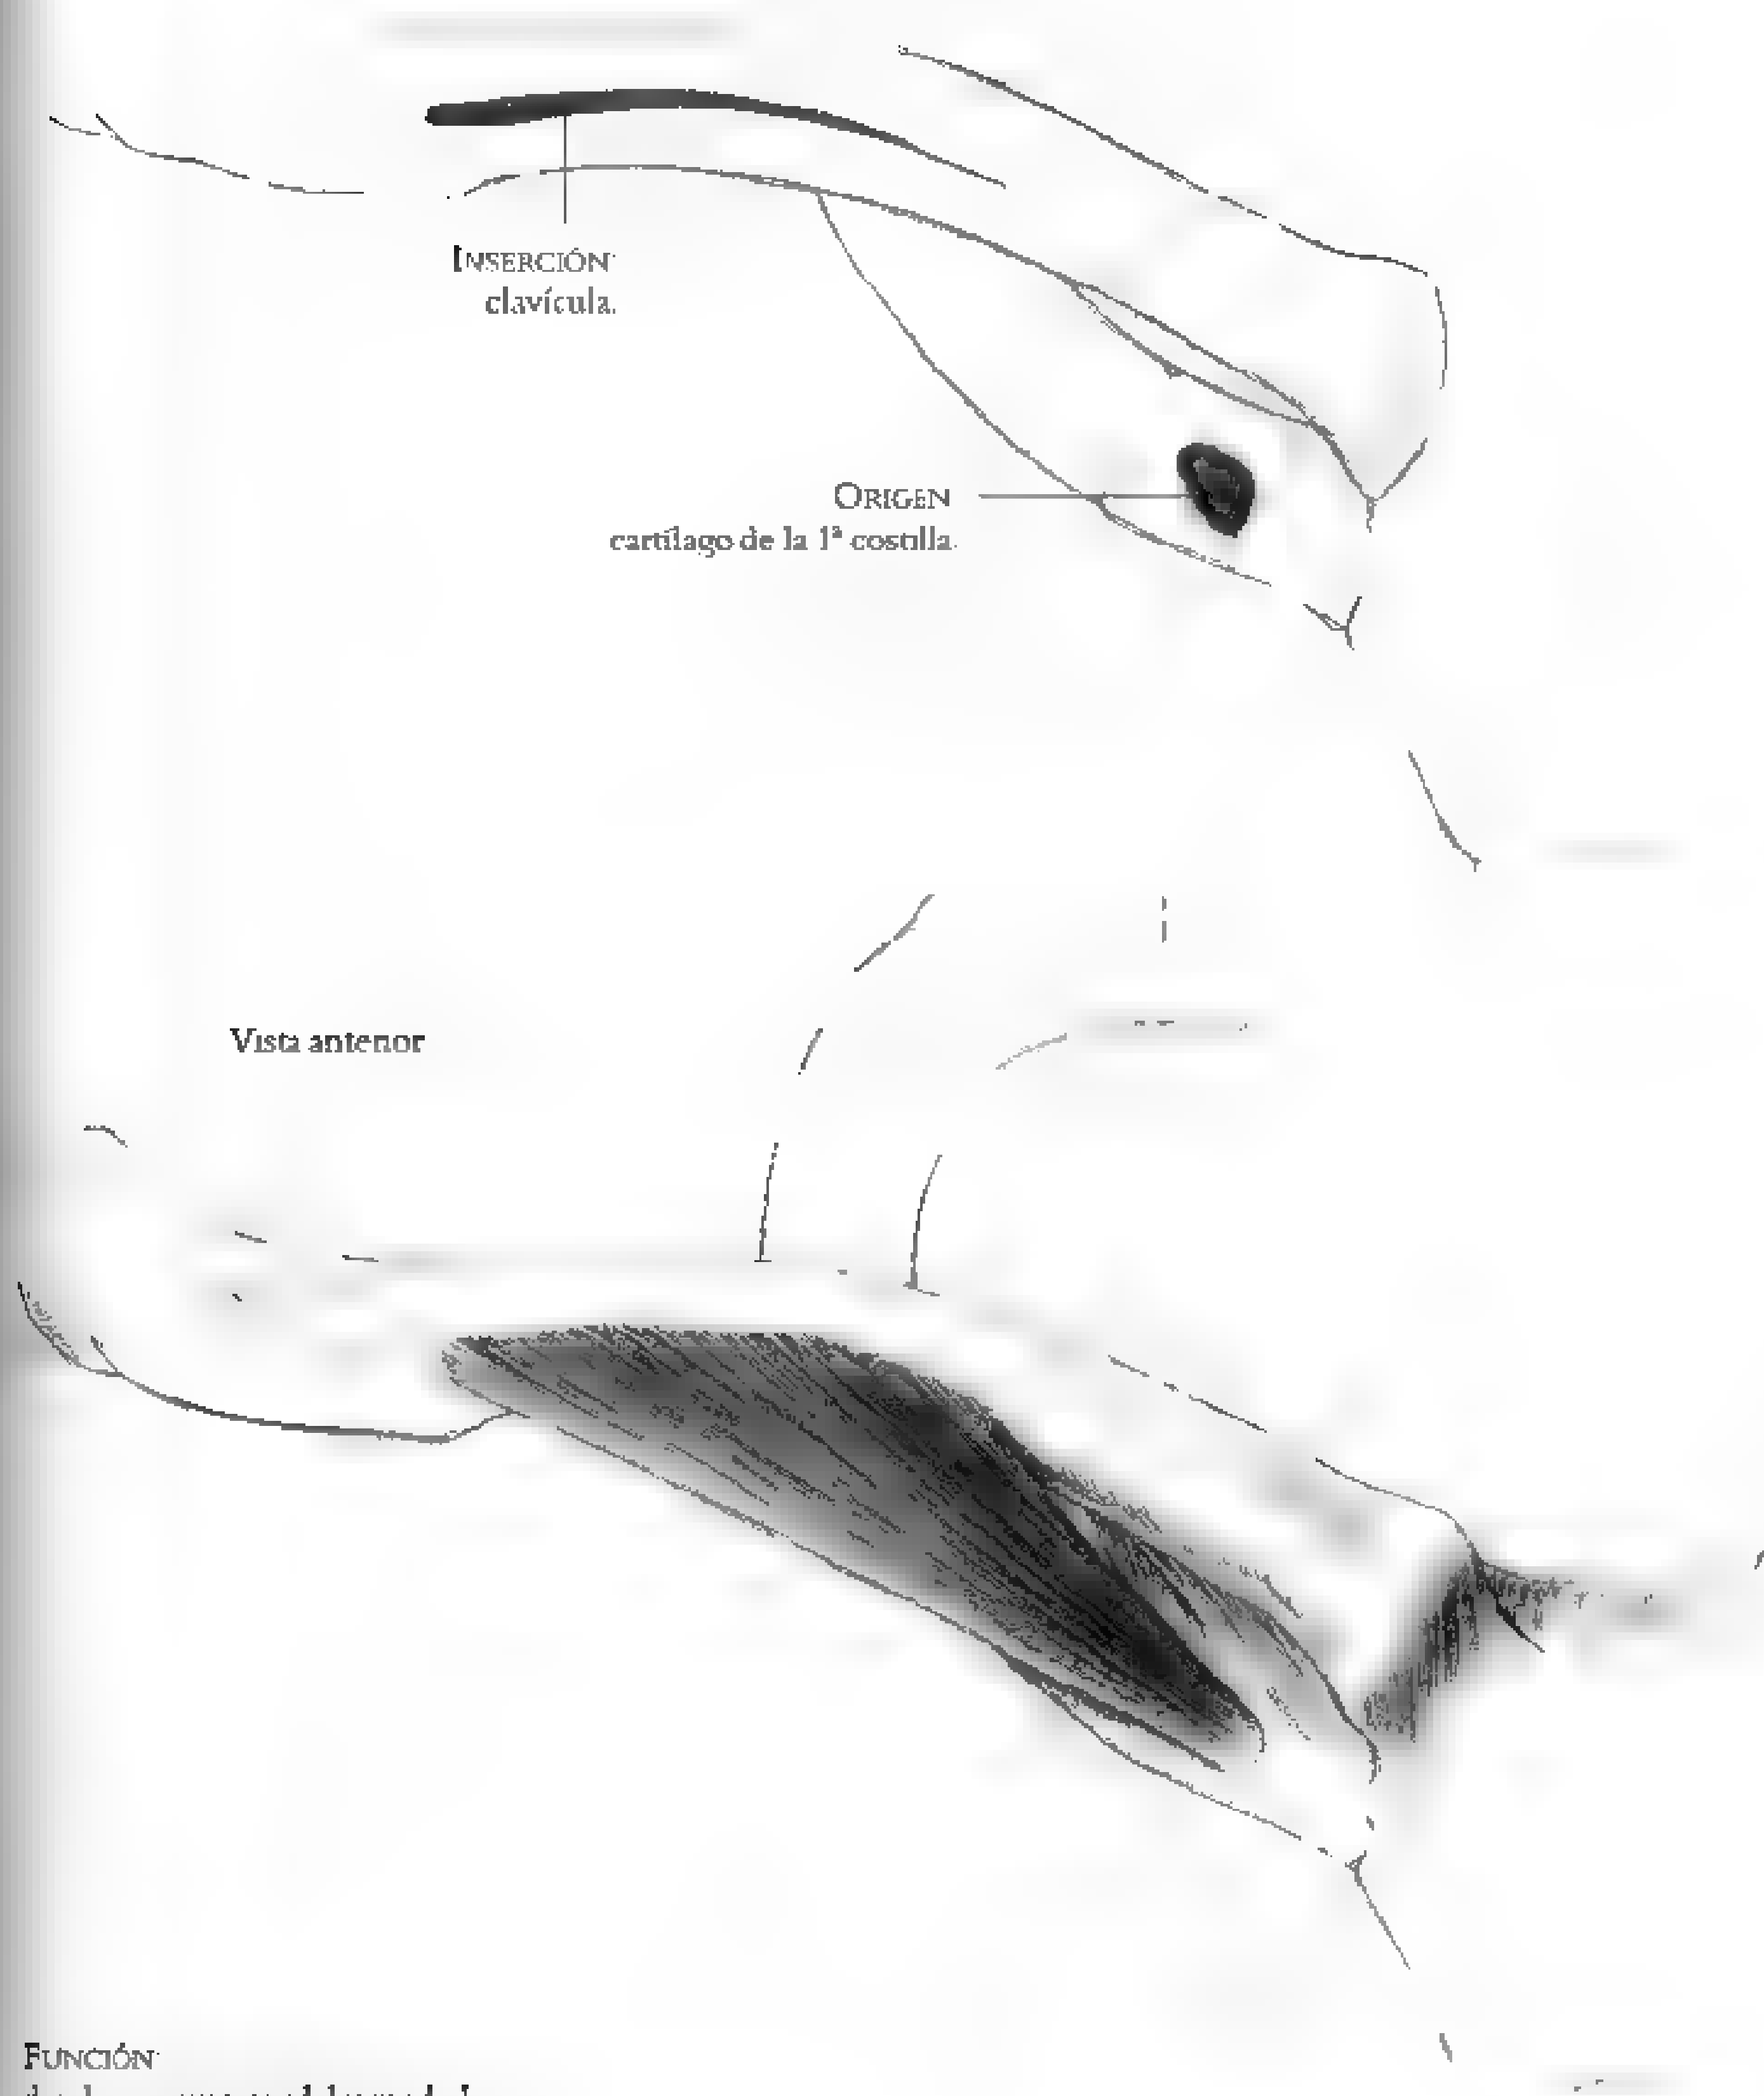 INSERCIÓN:
clavícula.
ORIGEN
cartílago de la 1ª costilla.
Vista anterior
FUNCIÓN: